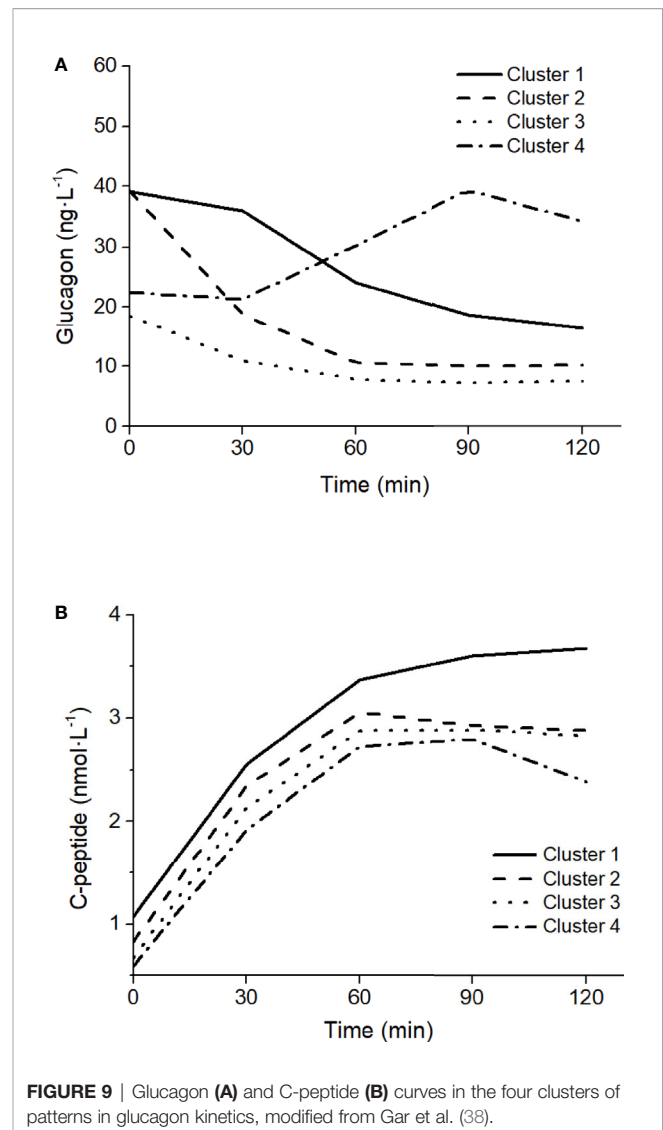 A
60
50
40
30
20
10
0
Glucagon (ng·L⁻¹)
Cluster 1
Cluster 2
Cluster 3
Cluster 4
0 30 60 90 120
Time (min)
B
4
3
2
1
C-peptide (nmol·L⁻¹)
Cluster 1
Cluster 2
Cluster 3
Cluster 4
0 30 60 90 120
Time (min)
FIGURE 9 | Glucagon (A) and C-peptide (B) curves in the four clusters of
patterns in glucagon kinetics, modified from Gar et al. (38).